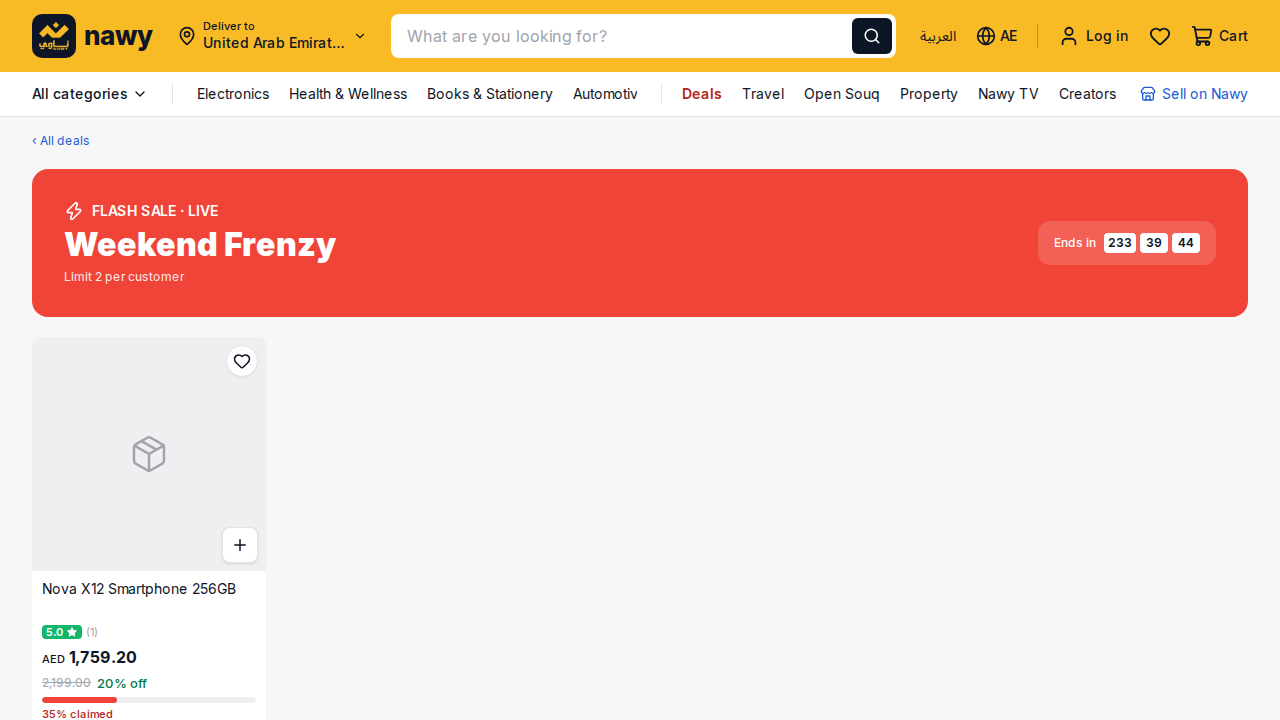 نـاوي
NAWY
nawy
Deliver to
United Arab Emirat...
What are you looking for?
العربية
AE
Log in
Cart
All categories
Electronics
Health & Wellness
Books & Stationery
Automotiv
Deals
Travel
Open Souq
Property
Nawy TV
Creators
Sell on Nawy
‹ All deals
FLASH SALE · LIVE
Weekend Frenzy
Limit 2 per customer
Ends in 233 39 44
Nova X12 Smartphone 256GB
5.0 ★ (1)
AED 1,759.20
2,199.00 20% off
35% claimed